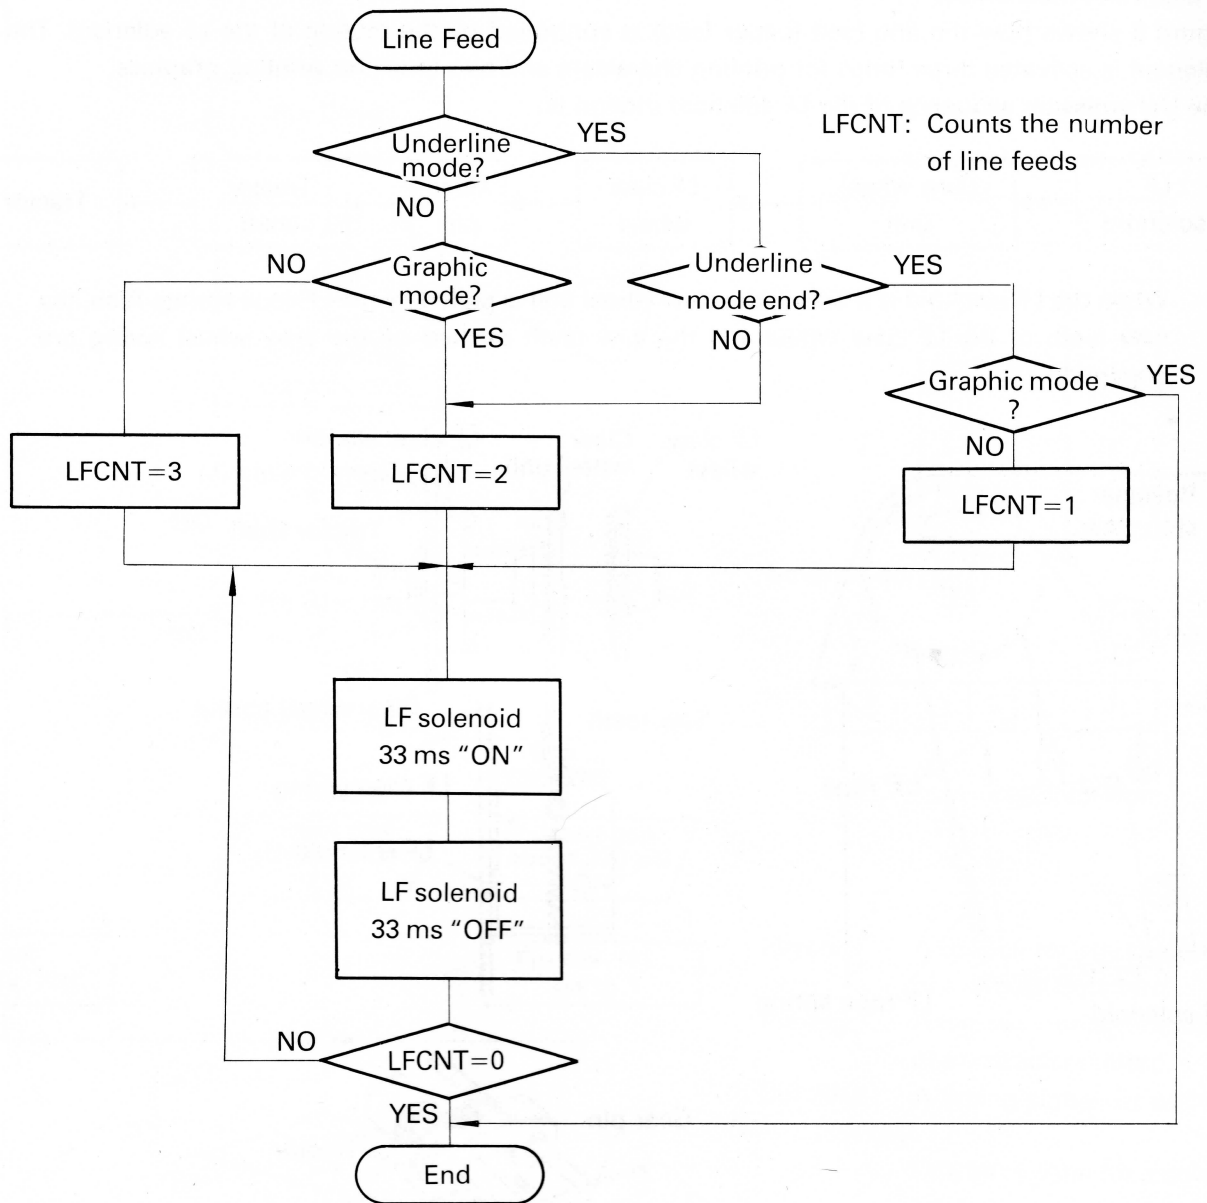 Line Feed
Underline
mode?
YES
NO
LFCNT: Counts the number
of line feeds
NO
Graphic
mode?
YES
Underline
mode end?
YES
NO
Graphic mode
?
YES
NO
LFCNT=3
LFCNT=2
LFCNT=1
LF solenoid
33 ms “ON”
LF solenoid
33 ms “OFF”
NO
LFCNT=0
YES
End